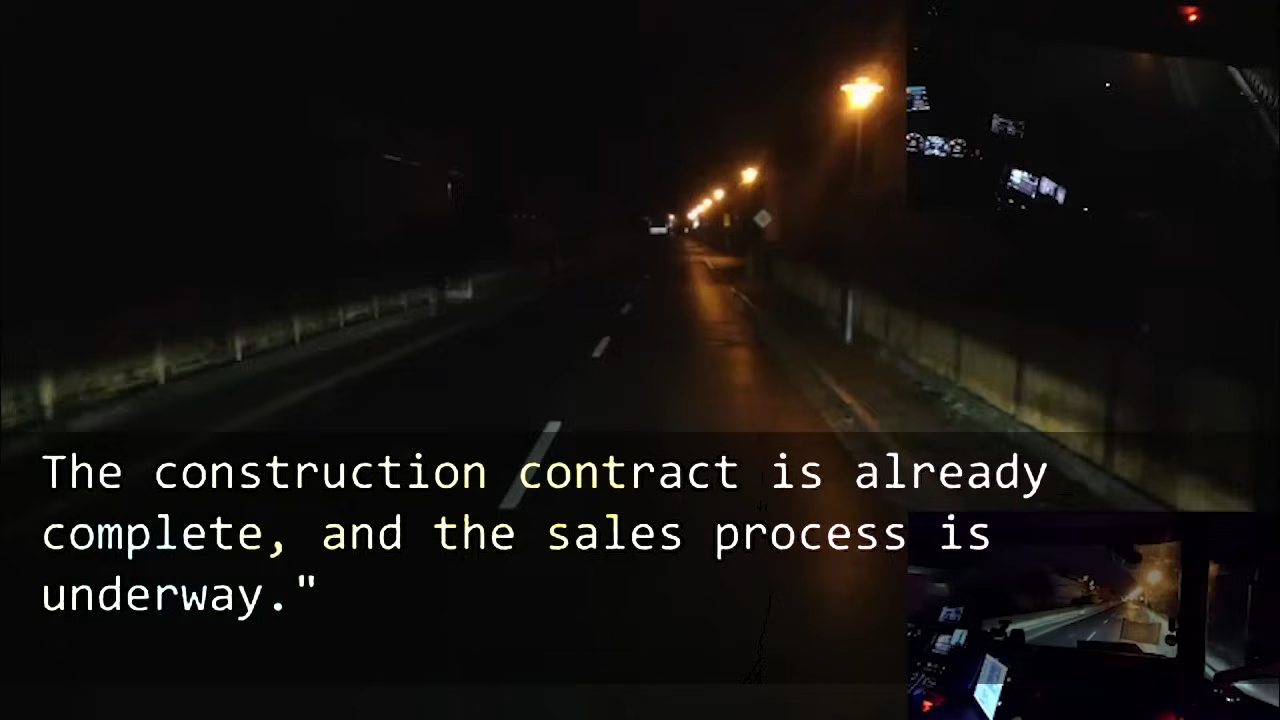 The construction contract is already
complete, and the sales process is
underway."